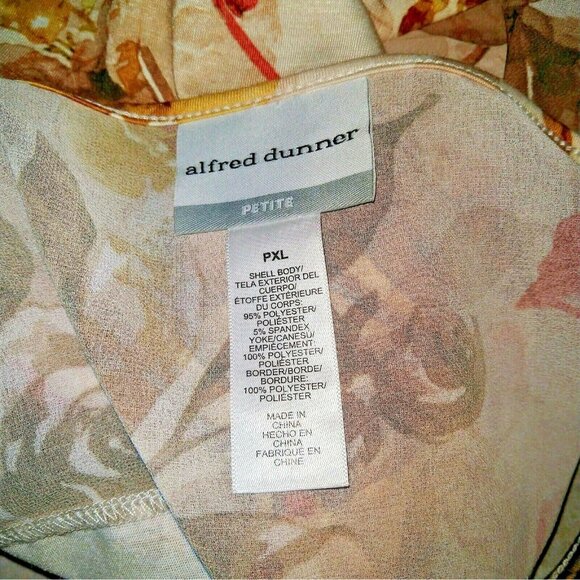 alfred dunner
PETITE
PXL
SHELL BODY/
TELA EXTERIOR DEL
CUERPO/
ÉTOFFE EXTÉRIEURE
DU CORPS:
95% POLYESTER/
POLIÉSTER
5% SPANDEX
YOKE/CANESÚ/
EMPIÈCEMENT:
100% POLYESTER/
POLIÉSTER
BORDER/BORDE/
BORDURE:
100% POLYESTER/
POLIÉSTER
MADE IN
CHINA
HECHO EN
CHINA
FABRIQUÉ EN
CHINE